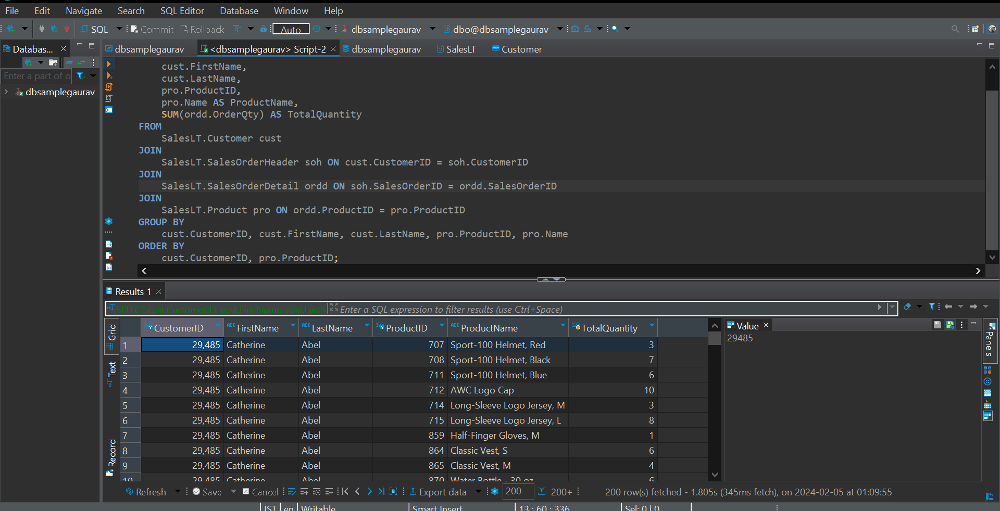 File Edit Navigate Search SQL Editor Database Window Help
SQL Commit Rollback Auto dbsamplegaurav dbo@dbsamplegaurav
Databas... dbsamplegaurav <dbsamplegaurav> Script-2 dbsamplegaurav SalesLT Customer
Enter a part of o
dbsamplegaurav
cust.FirstName,
cust.LastName,
pro.ProductID,
pro.Name AS ProductName,
SUM(ordd.OrderQty) AS TotalQuantity
FROM
SalesLT.Customer cust
JOIN
SalesLT.SalesOrderHeader soh ON cust.CustomerID = soh.CustomerID
JOIN
SalesLT.SalesOrderDetail ordd ON soh.SalesOrderID = ordd.SalesOrderID
JOIN
SalesLT.Product pro ON ordd.ProductID = pro.ProductID
GROUP BY
cust.CustomerID, cust.FirstName, cust.LastName, pro.ProductID, pro.Name
ORDER BY
cust.CustomerID, pro.ProductID;
Results 1
SELECT cust.CustomerID, cust.FirstName, cust.LastN Enter a SQL expression to filter results (use Ctrl+Space)
Grid
Text
Record
CustomerID FirstName LastName ProductID ProductName TotalQuantity
1 29,485 Catherine Abel 707 Sport-100 Helmet, Red 3
2 29,485 Catherine Abel 708 Sport-100 Helmet, Black 7
3 29,485 Catherine Abel 711 Sport-100 Helmet, Blue 6
4 29,485 Catherine Abel 712 AWC Logo Cap 10
5 29,485 Catherine Abel 714 Long-Sleeve Logo Jersey, M 3
6 29,485 Catherine Abel 715 Long-Sleeve Logo Jersey, L 8
7 29,485 Catherine Abel 859 Half-Finger Gloves, M 1
8 29,485 Catherine Abel 864 Classic Vest, S 6
9 29,485 Catherine Abel 865 Classic Vest, M 4
10 29,485 Catherine Abel 870 Water Bottle - 30 oz. 6
Value
29485
Panels
Refresh Save Cancel Export data 200 200+ 200 row(s) fetched - 1.805s (345ms fetch), on 2024-02-05 at 01:09:55
IST en Writable Smart Insert 13 : 60 : 336 Sel: 0 | 0